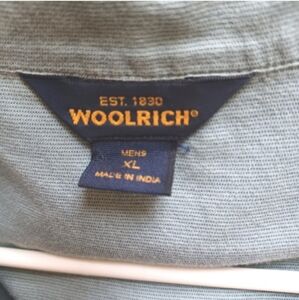 EST. 1830
WOOLRICH®
MENS
XL
MADE IN INDIA